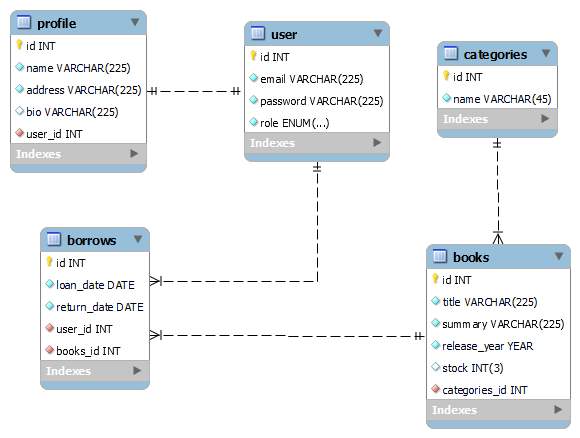 profile
id INT
name VARCHAR(225)
address VARCHAR(225)
bio VARCHAR(225)
user_id INT
Indexes
user
id INT
email VARCHAR(225)
password VARCHAR(225)
role ENUM(...)
Indexes
categories
id INT
name VARCHAR(45)
Indexes
borrows
id INT
loan_date DATE
return_date DATE
user_id INT
books_id INT
Indexes
books
id INT
title VARCHAR(225)
summary VARCHAR(225)
release_year YEAR
stock INT(3)
categories_id INT
Indexes